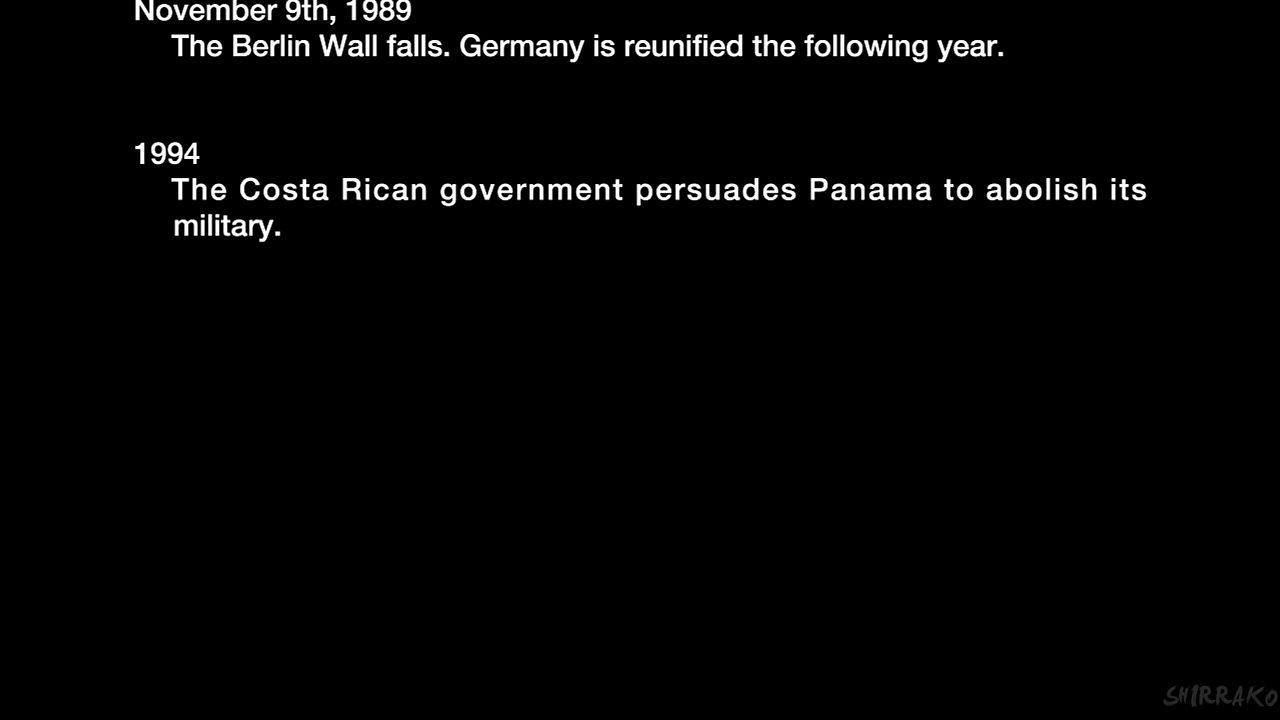 November 9th, 1989
The Berlin Wall falls. Germany is reunified the following year.
1994
The Costa Rican government persuades Panama to abolish its
military.
SHIRRAKO